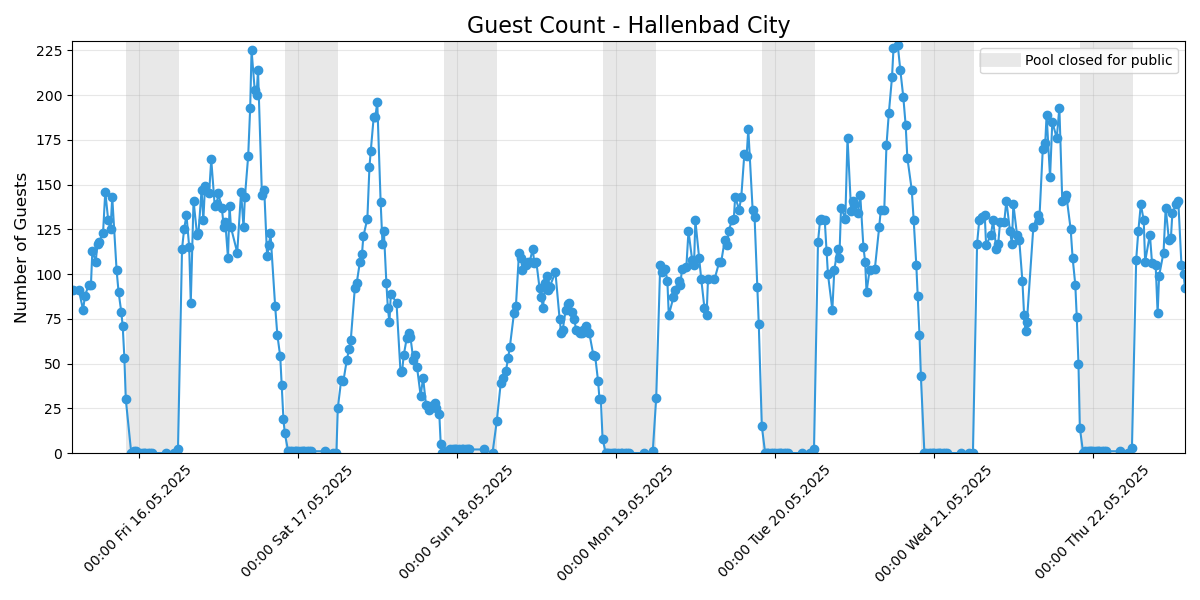 Guest Count - Hallenbad City
Number of Guests
225
200
175
150
125
100
75
50
25
0
Pool closed for public
00:00 Fri 16.05.2025
00:00 Sat 17.05.2025
00:00 Sun 18.05.2025
00:00 Mon 19.05.2025
00:00 Tue 20.05.2025
00:00 Wed 21.05.2025
00:00 Thu 22.05.2025